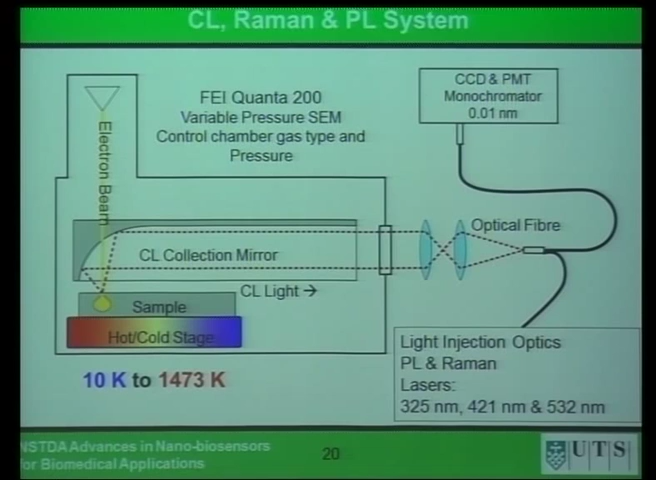 CL, Raman & PL System
FEI Quanta 200
Variable Pressure SEM
Control chamber gas type and
Pressure
CCD & PMT
Monochromator
0.01 nm
Electron Beam
Optical Fibre
CL Collection Mirror
CL Light →
Sample
Hot/Cold Stage
10 K to 1473 K
Light Injection Optics
PL & Raman
Lasers:
325 nm, 421 nm & 532 nm
NSTDA Advances in Nano-biosensors
for Biomedical Applications
20
UTS